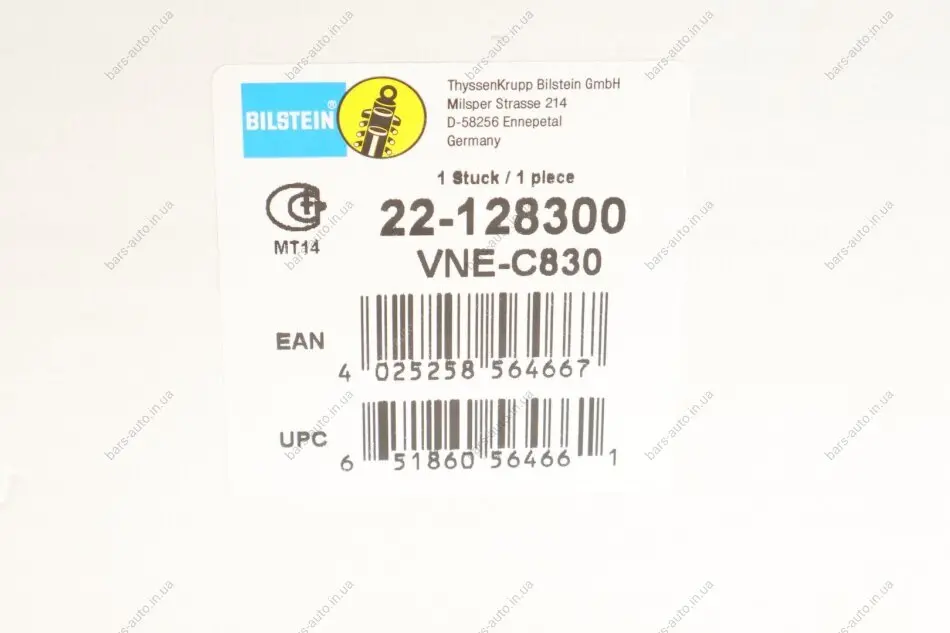 BILSTEIN®
ThyssenKrupp Bilstein GmbH
Milsper Strasse 214
D-58256 Ennepetal
Germany
1 Stuck / 1 piece
22-128300
VNE-C830
MT14
EAN
4 025258 564667
UPC
6 51860 56466 1
bars-auto.in.ua